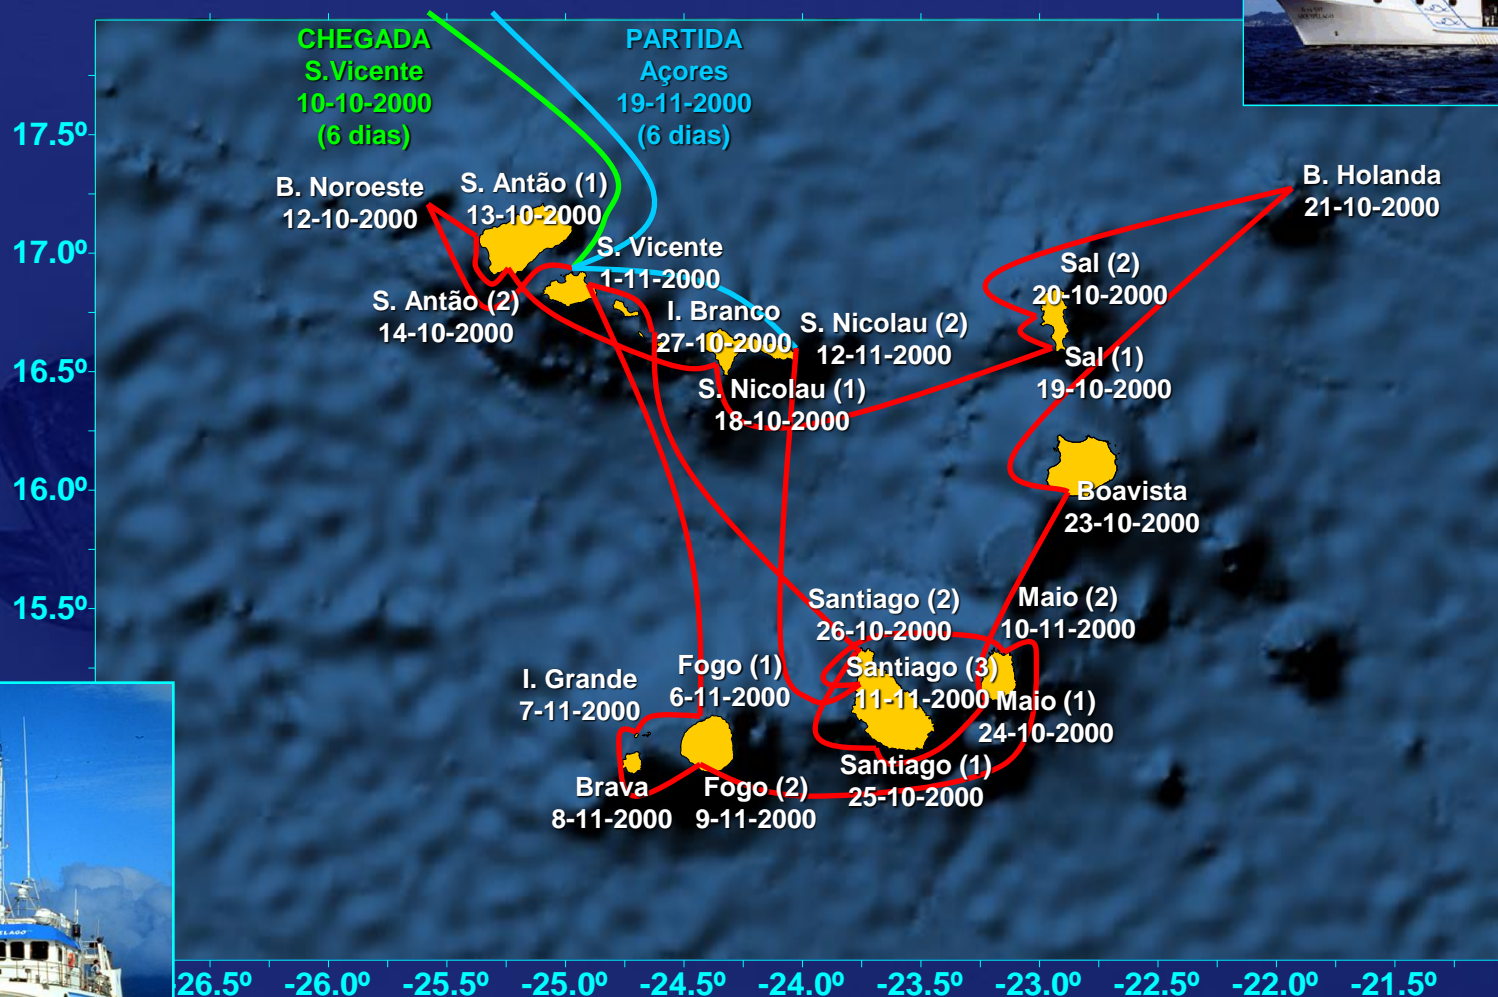 CHEGADA
S.Vicente
10-10-2000
(6 dias)
PARTIDA
Açores
19-11-2000
(6 dias)
17.5º
17.0º
16.5º
16.0º
15.5º
B. Noroeste
12-10-2000
S. Antão (1)
13-10-2000
S. Vicente
1-11-2000
S. Antão (2)
14-10-2000
I. Branco
27-10-2000
S. Nicolau (2)
12-11-2000
S. Nicolau (1)
18-10-2000
B. Holanda
21-10-2000
Sal (2)
20-10-2000
Sal (1)
19-10-2000
Boavista
23-10-2000
Santiago (2)
26-10-2000
Maio (2)
10-11-2000
Santiago (3)
11-11-2000
Maio (1)
24-10-2000
Santiago (1)
25-10-2000
I. Grande
7-11-2000
Fogo (1)
6-11-2000
Brava
8-11-2000
Fogo (2)
9-11-2000
26.5º -26.0º -25.5º -25.0º -24.5º -24.0º -23.5º -23.0º -22.5º -22.0º -21.5º